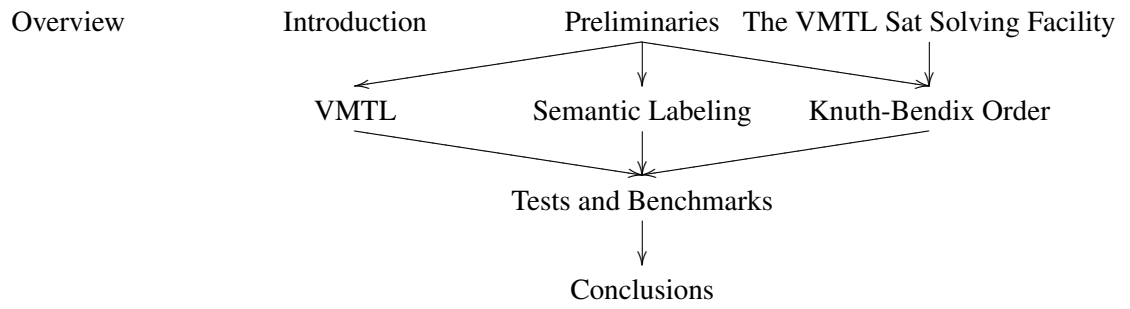 Overview Introduction Preliminaries The VMTL Sat Solving Facility
VMTL Semantic Labeling Knuth-Bendix Order
Tests and Benchmarks
Conclusions